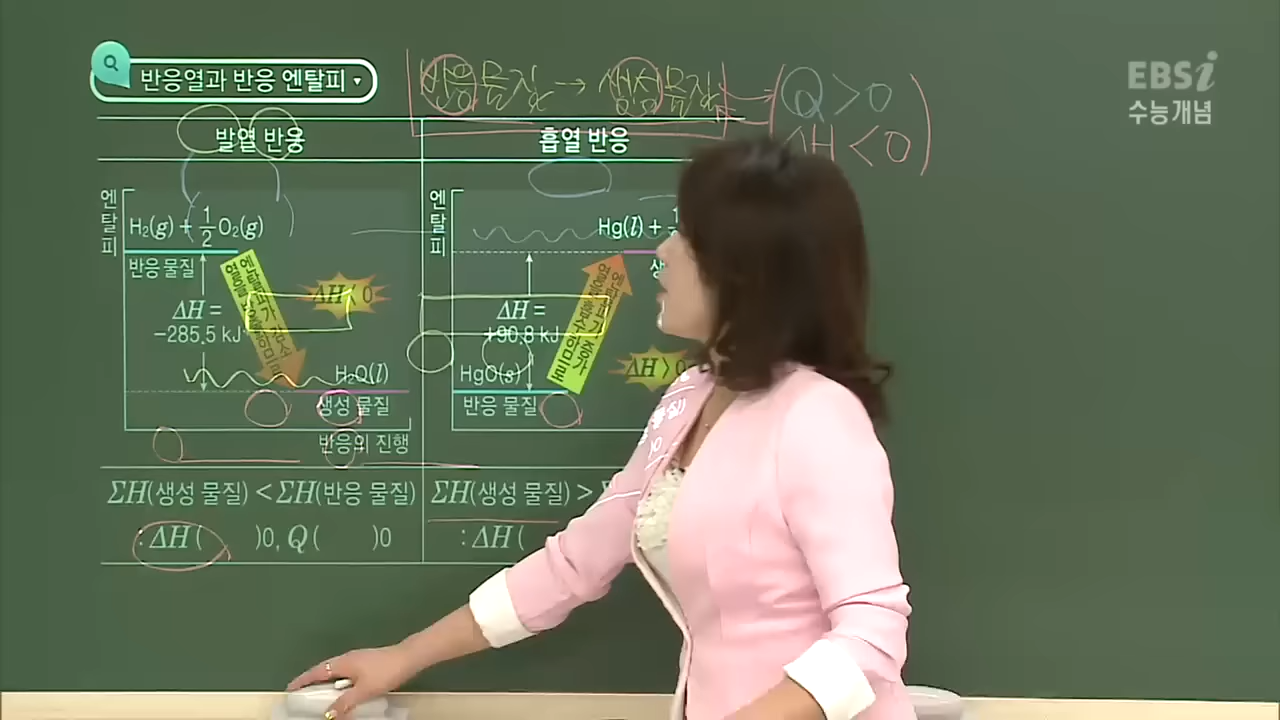 반응열과 반응 엔탈피
반응물질 → 생성물질
Q > 0
ΔH < 0
EBSi
수능개념
발열 반응
흡열 반응
엔탈피
H₂(g) + 1/2 O₂(g)
반응 물질
ΔH =
-285.5 kJ
ΔH < 0
H₂O(l)
생성 물질
반응의 진행
엔탈피
Hg(l) +
ΔH =
+90.8 kJ
ΔH > 0
HgO(s)
반응 물질
ΣH(생성 물질) < ΣH(반응 물질)
: ΔH( )0, Q( )0
ΣH(생성 물질) >
: ΔH(